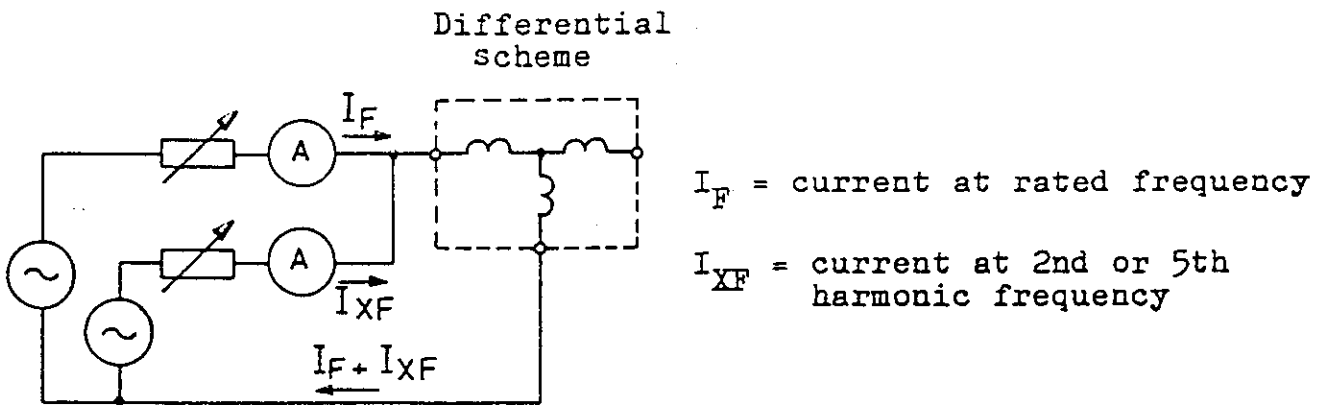 Differential
scheme
I_F
A
A
I_XF
I_F + I_XF
I_F = current at rated frequency
I_XF = current at 2nd or 5th
harmonic frequency